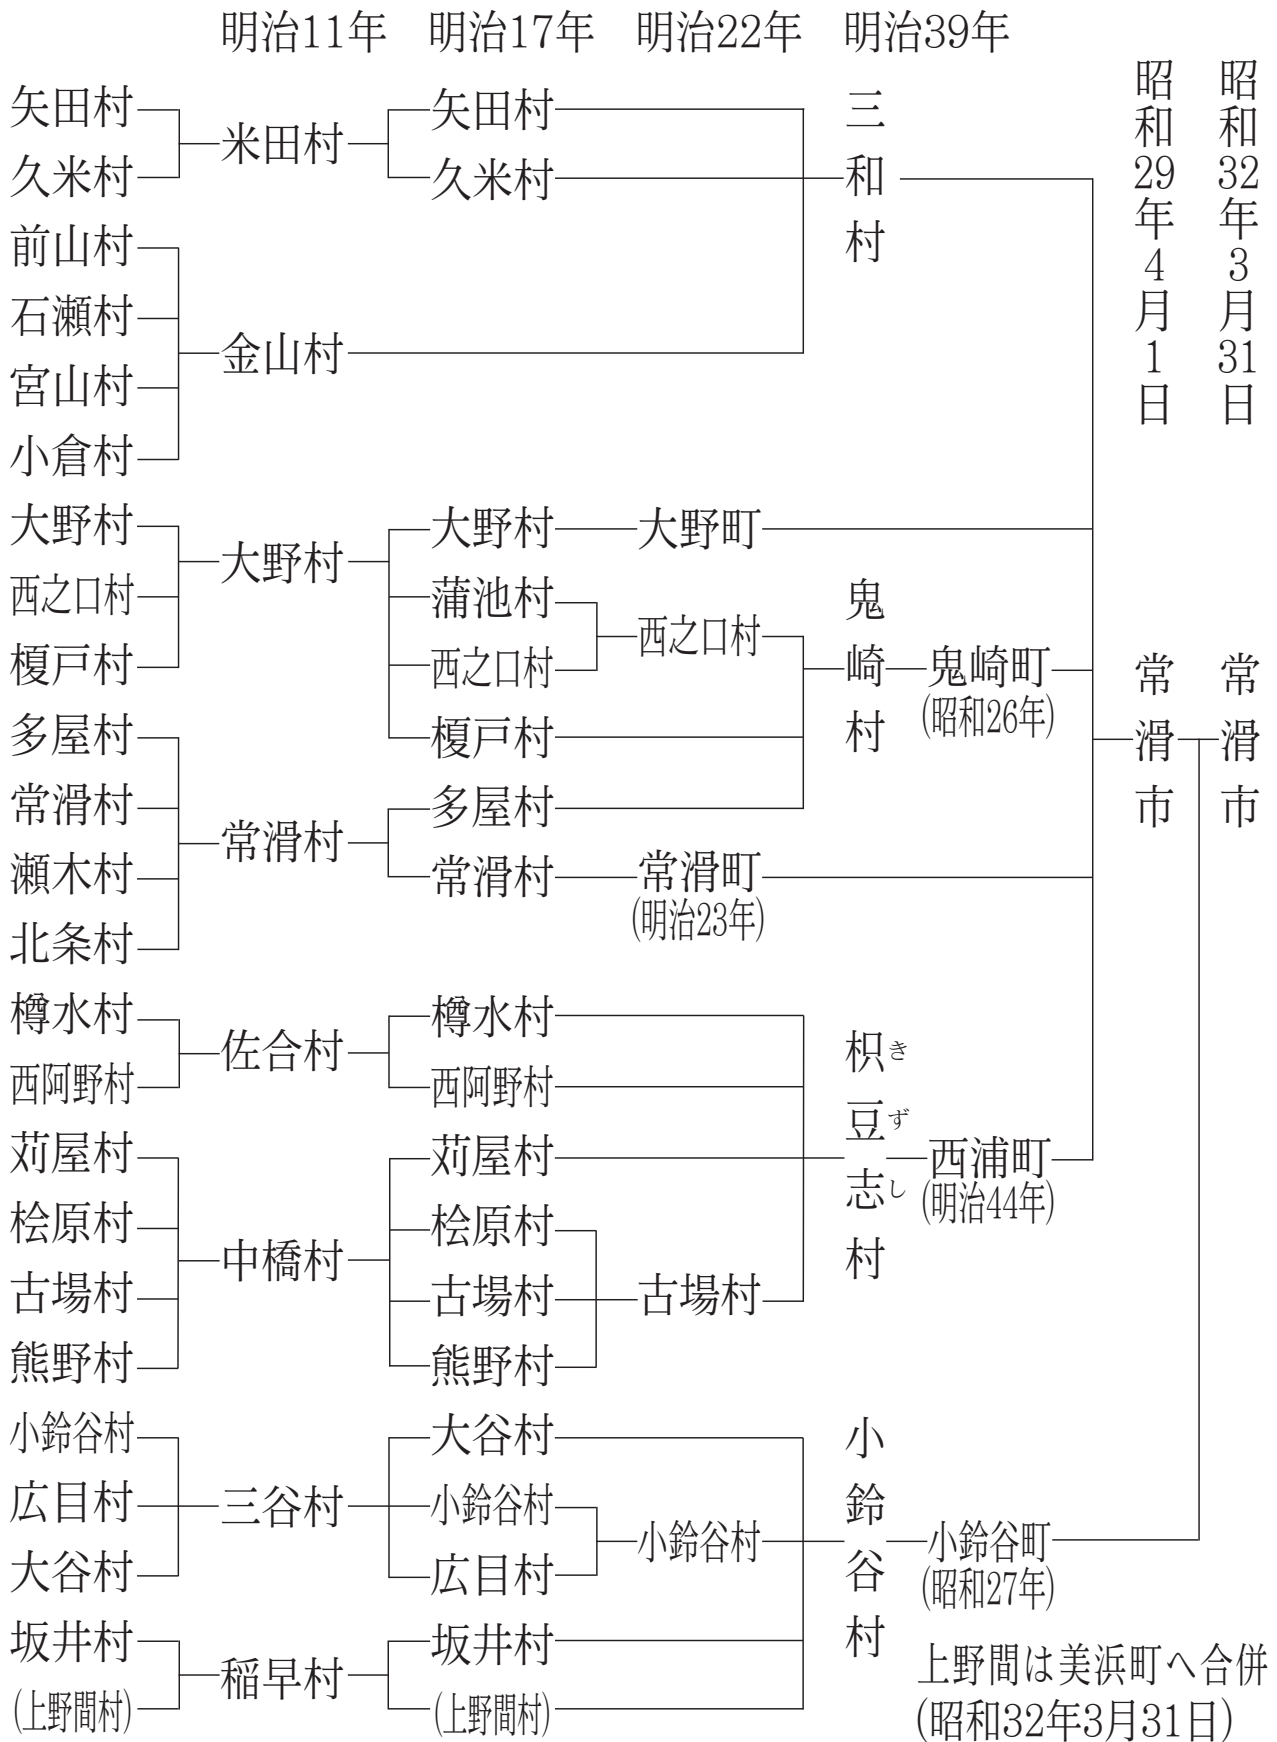 明治11年
明治17年
明治22年
明治39年
昭和29年4月1日
昭和32年3月31日
矢田村
久米村
前山村
石瀬村
宮山村
小倉村
大野村
西之口村
榎戸村
多屋村
常滑村
瀬木村
北条村
樽水村
西阿野村
苅屋村
桧原村
古場村
熊野村
小鈴谷村
広目村
大谷村
坂井村
(上野間村)
米田村
金山村
大野村
常滑村
佐合村
中橋村
三谷村
稲早村
矢田村
久米村
大野村
蒲池村
西之口村
榎戸村
多屋村
常滑村
樽水村
西阿野村
苅屋村
桧原村
古場村
熊野村
大谷村
小鈴谷村
広目村
坂井村
(上野間村)
大野町
西之口村
常滑町
(明治23年)
古場村
小鈴谷村
三和村
鬼崎村
枳豆志村
きずし
小鈴谷村
鬼崎町
(昭和26年)
西浦町
(明治44年)
小鈴谷町
(昭和27年)
常滑市
常滑市
上野間は美浜町へ合併
(昭和32年3月31日)